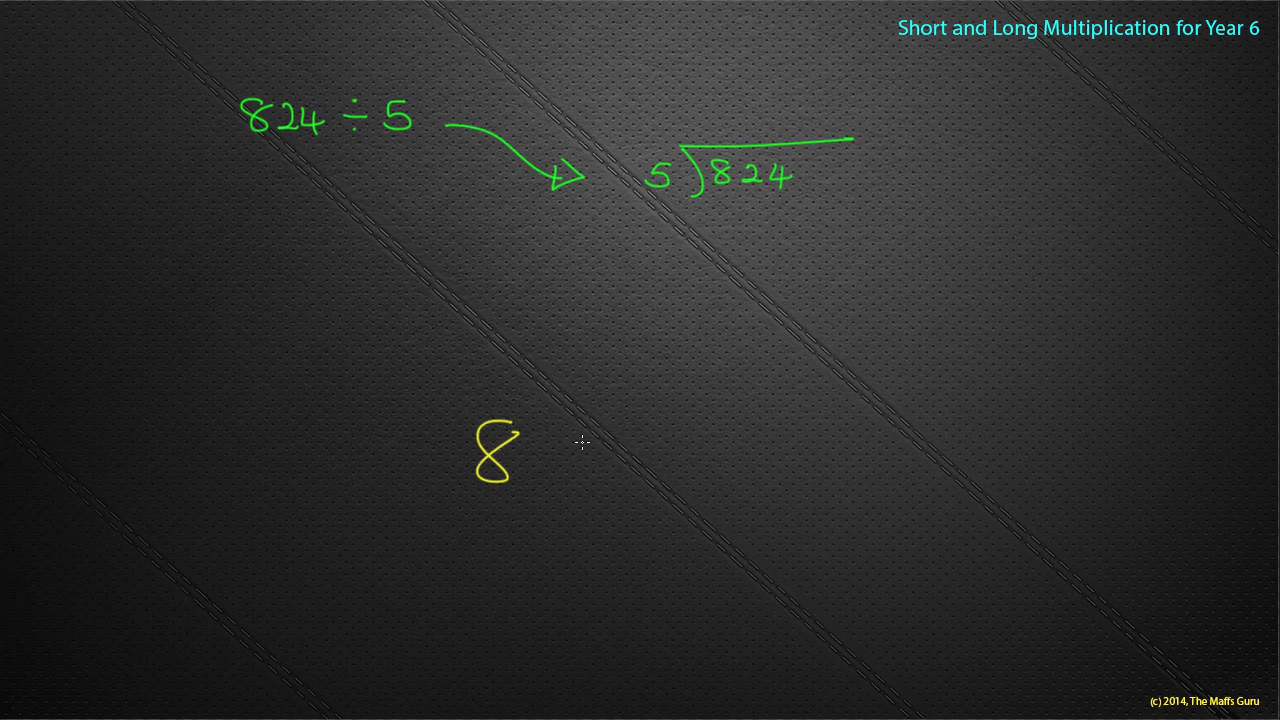 Short and Long Multiplication for Year 6
824 ÷ 5
5 824
8
(c) 2014, The Maffs Guru